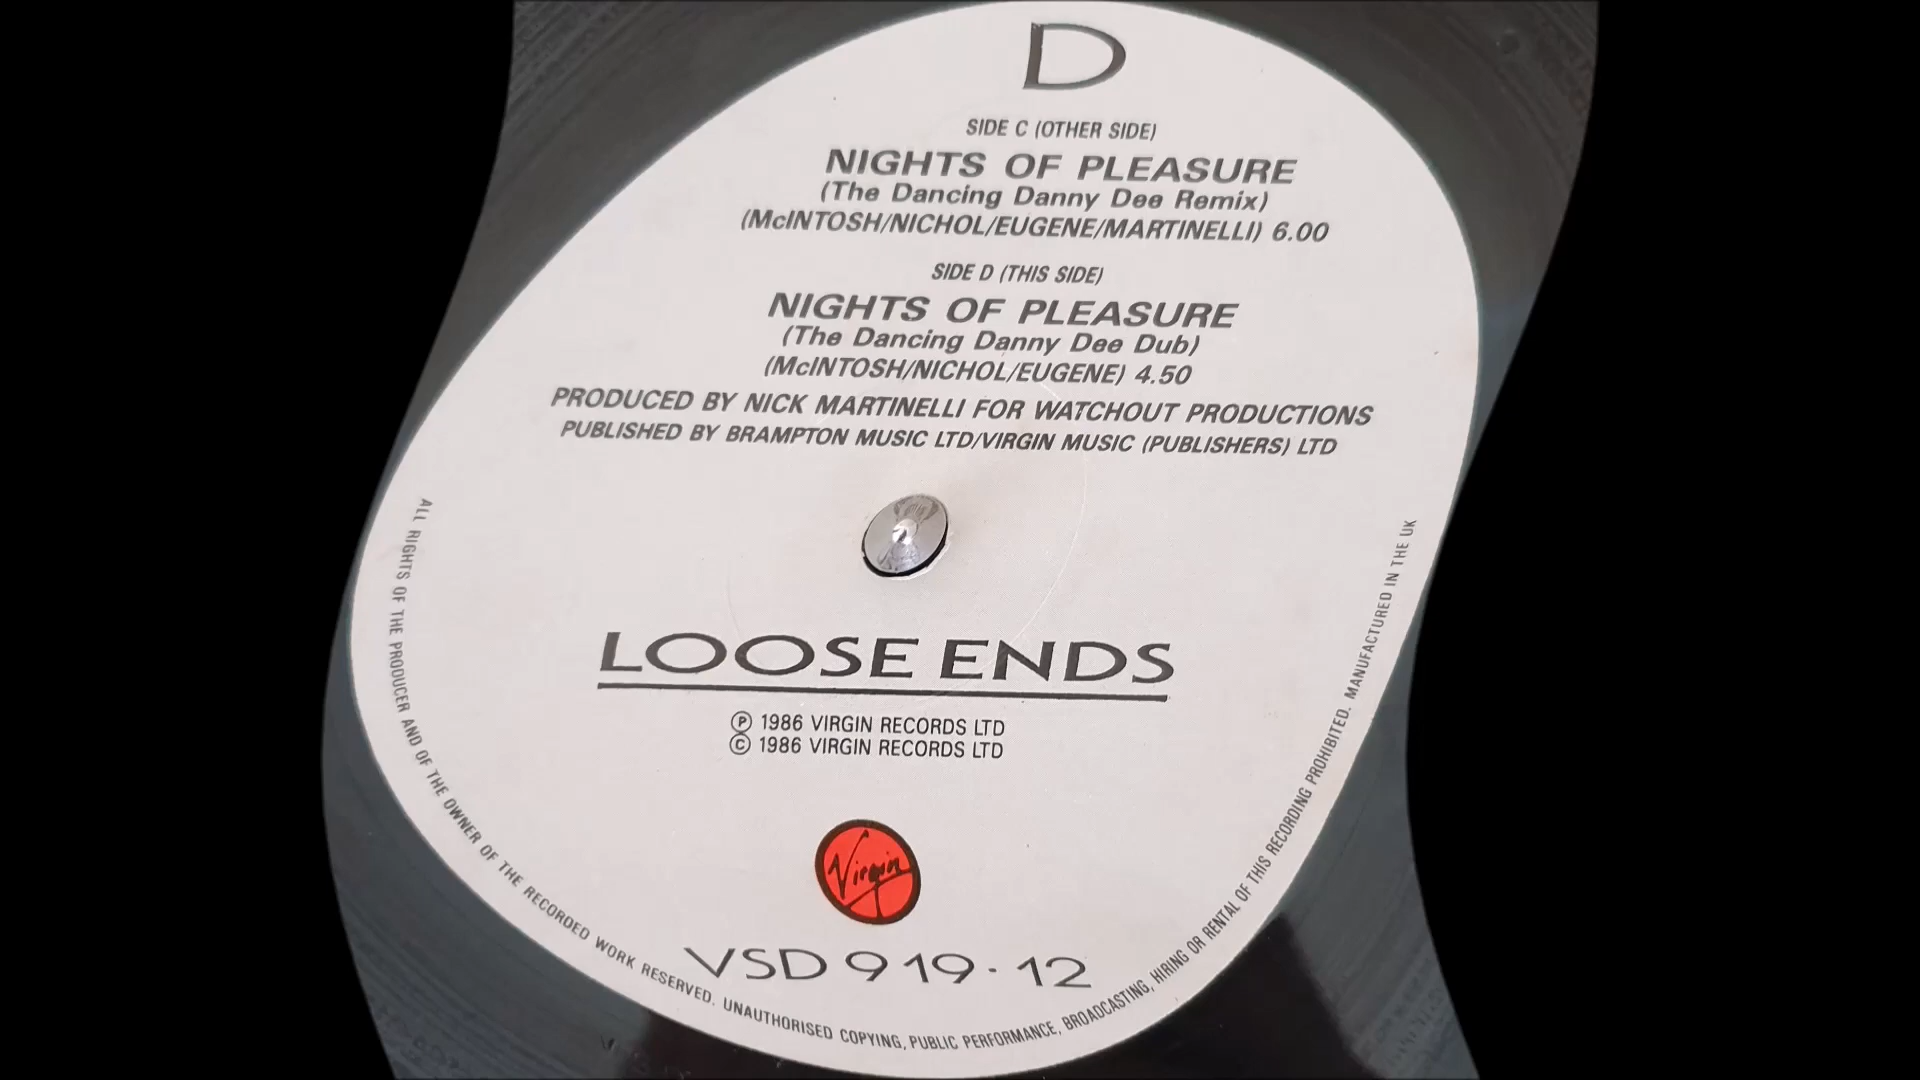 D
SIDE C (OTHER SIDE)
NIGHTS OF PLEASURE
(The Dancing Danny Dee Remix)
(McINTOSH/NICHOL/EUGENE/MARTINELLI) 6.00
SIDE D (THIS SIDE)
NIGHTS OF PLEASURE
(The Dancing Danny Dee Dub)
(McINTOSH/NICHOL/EUGENE) 4.50
PRODUCED BY NICK MARTINELLI FOR WATCHOUT PRODUCTIONS
PUBLISHED BY BRAMPTON MUSIC LTD/VIRGIN MUSIC (PUBLISHERS) LTD
LOOSE ENDS
Ⓟ 1986 VIRGIN RECORDS LTD
© 1986 VIRGIN RECORDS LTD
Virgin
VSD 919·12
ALL RIGHTS OF THE PRODUCER AND OF THE OWNER OF THE RECORDED WORK RESERVED. UNAUTHORISED COPYING, PUBLIC PERFORMANCE, BROADCASTING, HIRING OR RENTAL OF THIS RECORDING PROHIBITED. MANUFACTURED IN THE UK